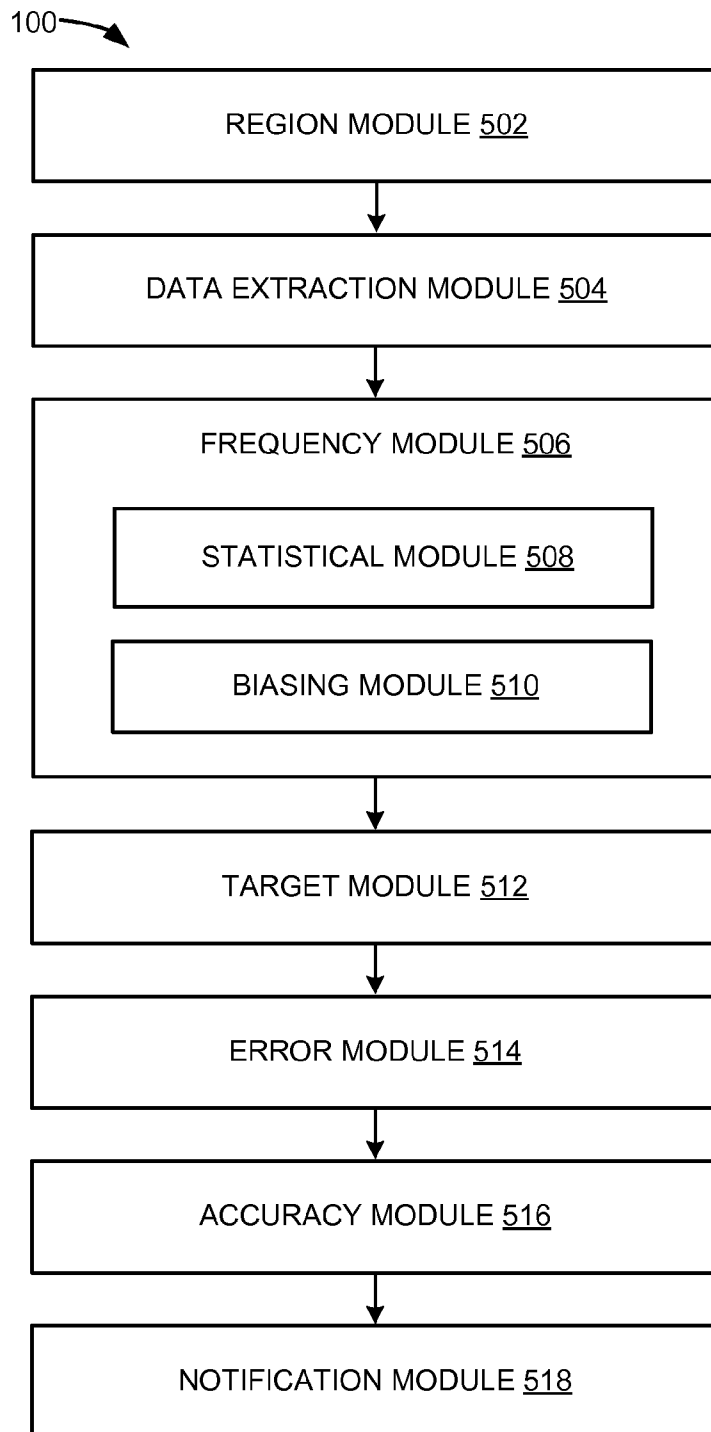 100
REGION MODULE 502
DATA EXTRACTION MODULE 504
FREQUENCY MODULE 506
STATISTICAL MODULE 508
BIASING MODULE 510
TARGET MODULE 512
ERROR MODULE 514
ACCURACY MODULE 516
NOTIFICATION MODULE 518